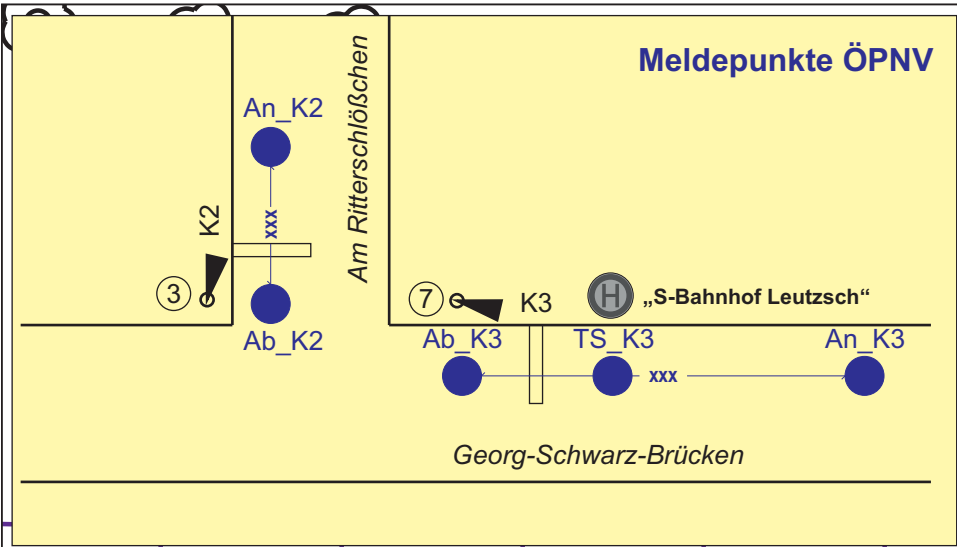 Meldepunkte ÖPNV
An_K2
Am Ritterschlößchen
K2
xxx
3
Ab_K2
7
K3
H
„S-Bahnhof Leutzsch“
Ab_K3
TS_K3
An_K3
xxx
Georg-Schwarz-Brücken